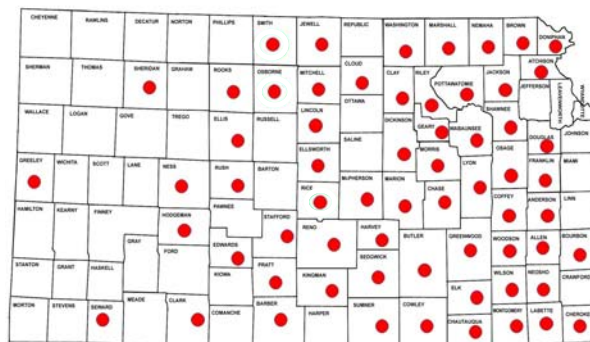 CHEYENNE RAWLINS DECATUR NORTON PHILLIPS SMITH JEWELL REPUBLIC WASHINGTON MARSHALL NEMAHA BROWN DONIPHAN
SHERMAN THOMAS SHERIDAN GRAHAM ROOKS OSBORNE MITCHELL CLOUD CLAY RILEY POTTAWATOMIE JACKSON ATCHISON
JEFFERSON LEAVENWORTH WYANDOTTE
WALLACE LOGAN GOVE TREGO ELLIS RUSSELL LINCOLN OTTAWA DICKINSON GEARY WABAUNSEE SHAWNEE DOUGLAS JOHNSON
GREELEY WICHITA SCOTT LANE NESS RUSH BARTON ELLSWORTH SALINE MORRIS LYON OSAGE FRANKLIN MIAMI
HAMILTON KEARNY FINNEY HODGEMAN PAWNEE STAFFORD RICE McPHERSON MARION CHASE COFFEY ANDERSON LINN
GRAY FORD EDWARDS RENO HARVEY BUTLER GREENWOOD WOODSON ALLEN BOURBON
STANTON GRANT HASKELL KIOWA PRATT KINGMAN SEDGWICK ELK WILSON NEOSHO CRAWFORD
MORTON STEVENS SEWARD MEADE CLARK COMANCHE BARBER HARPER SUMNER COWLEY CHAUTAUQUA MONTGOMERY LABETTE CHEROKE